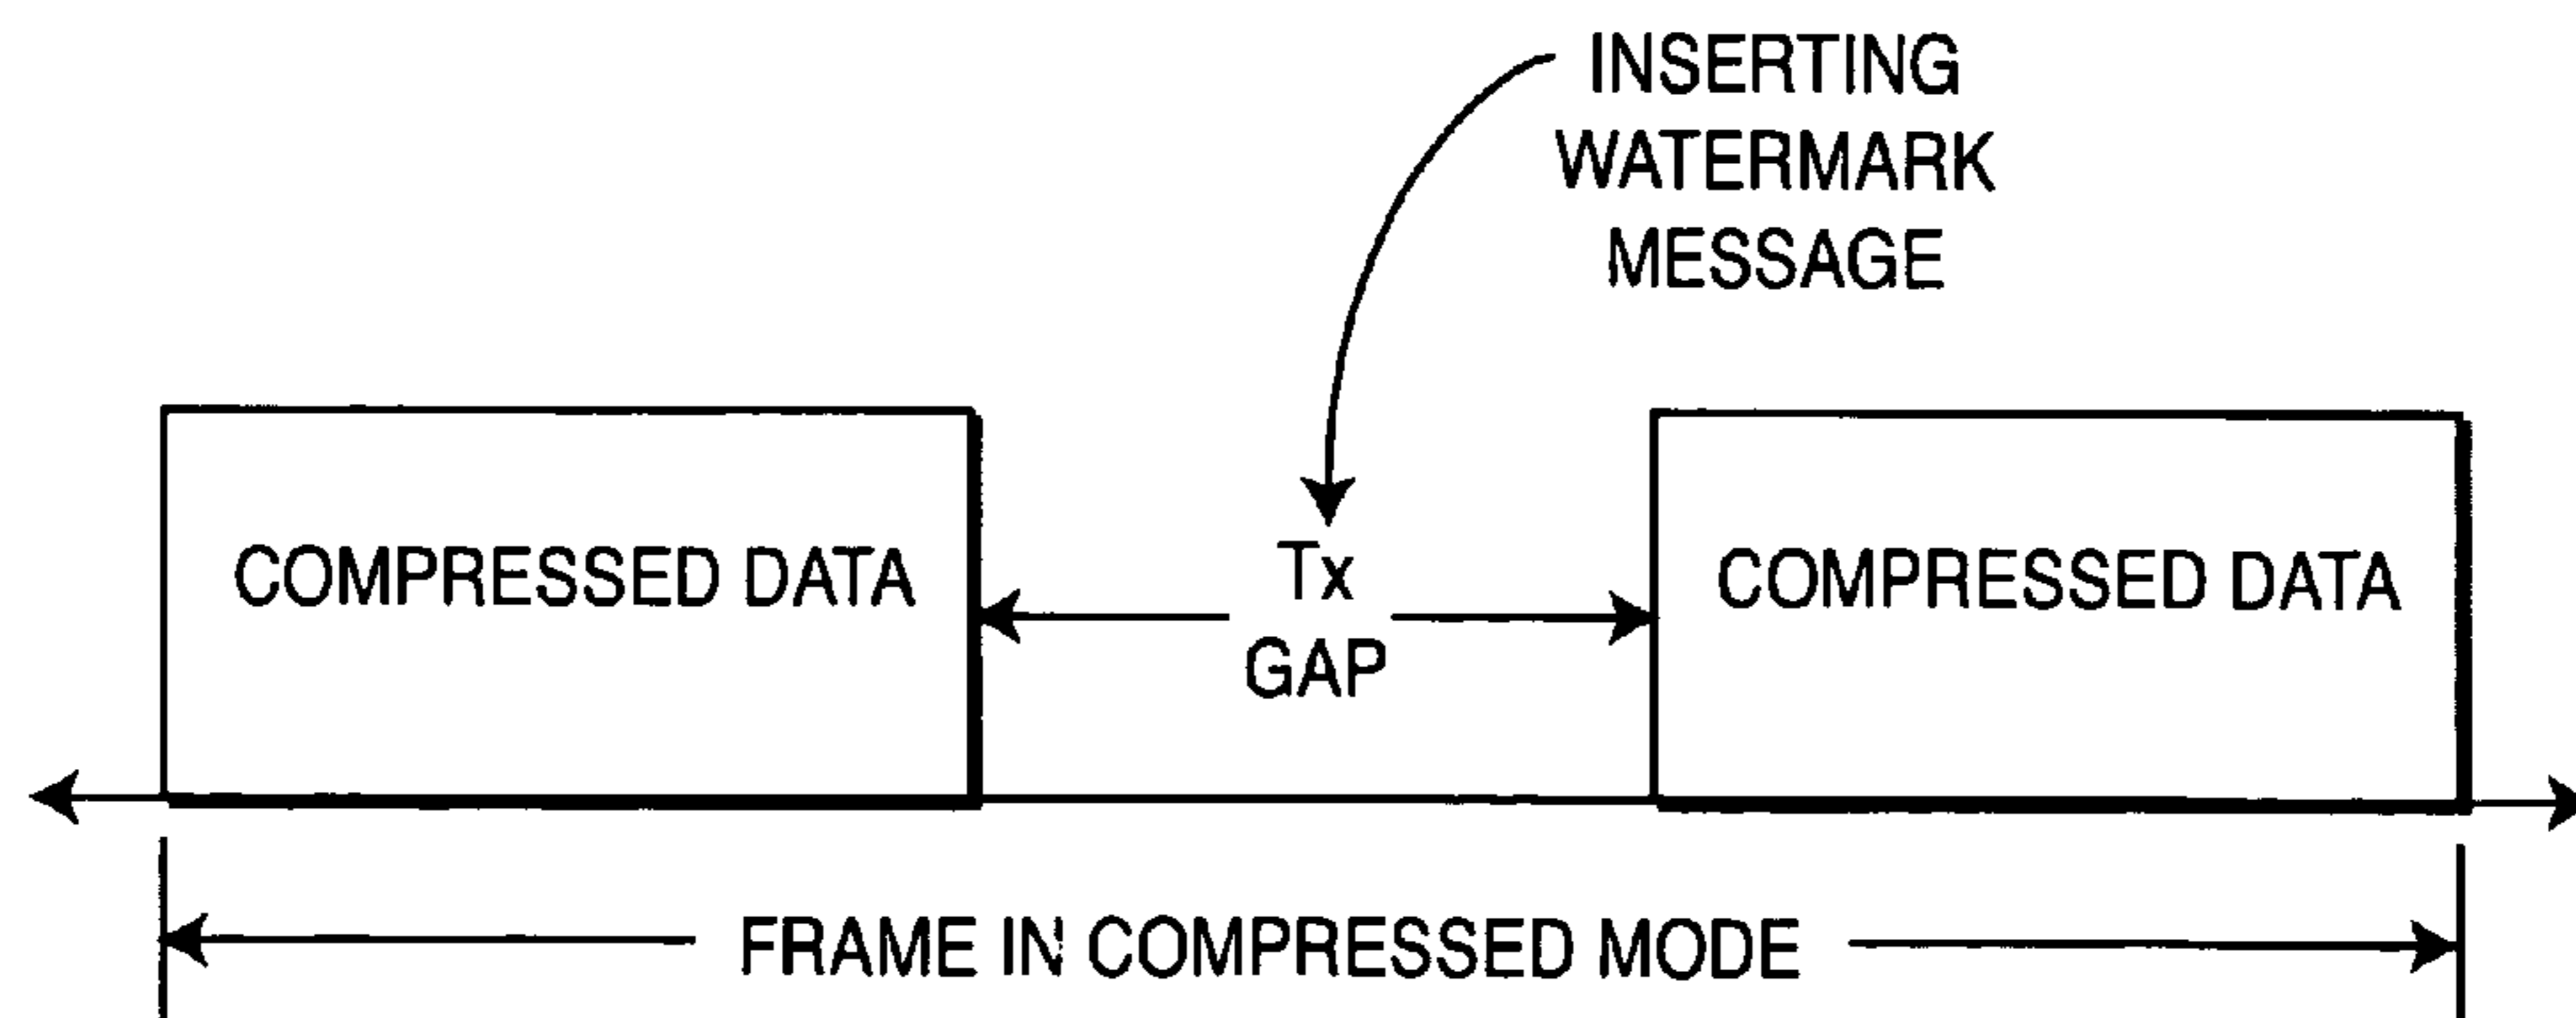 INSERTING
WATERMARK
MESSAGE
COMPRESSED DATA
Tx
GAP
COMPRESSED DATA
FRAME IN COMPRESSED MODE